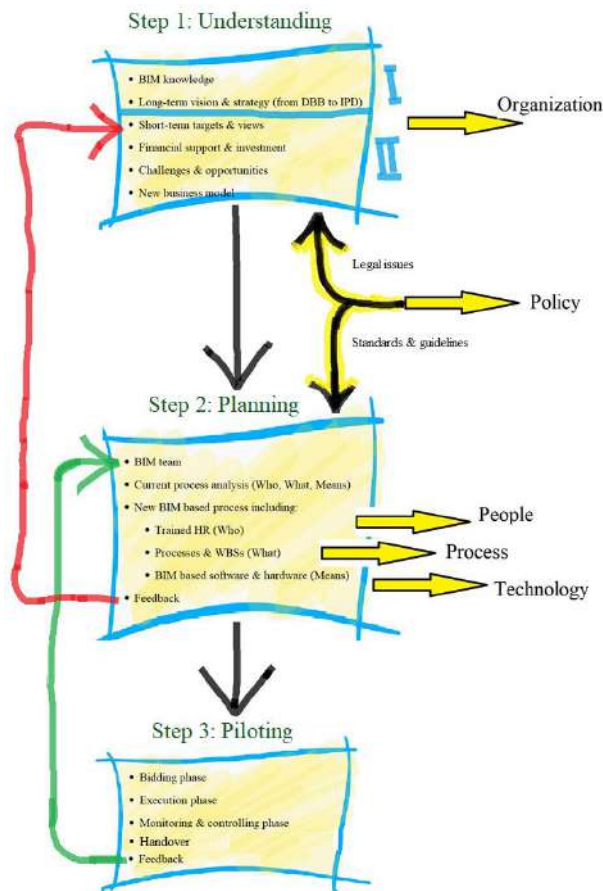 Step 1: Understanding
• BIM knowledge
• Long-term vision & strategy (from DBB to IPD)
I
• Short-term targets & views
• Financial support & investment
• Challenges & opportunities
• New business model
II
Organization
Legal issues
Policy
Standards & guidelines
Step 2: Planning
• BIM team
• Current process analysis (Who, What, Means)
• New BIM based process including:
• Trained HR (Who)
• Processes & WBSs (What)
• BIM based software & hardware (Means)
• Feedback
People
Process
Technology
Step 3: Piloting
• Bidding phase
• Execution phase
• Monitoring & controlling phase
• Handover
• Feedback